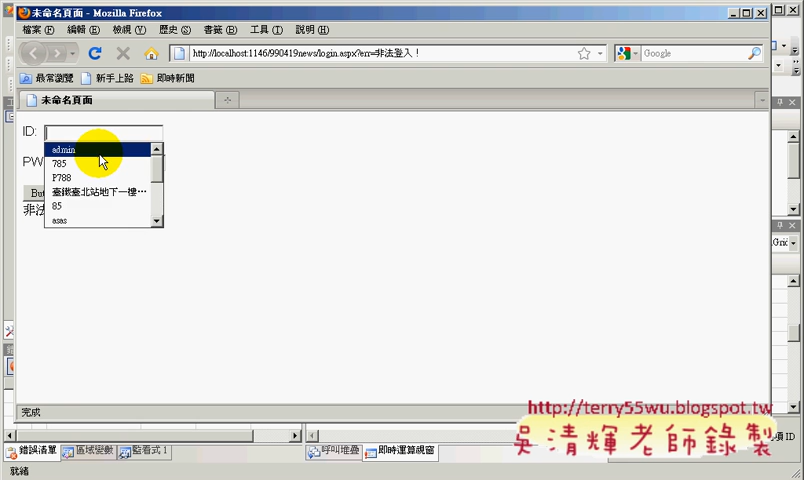 未命名頁面 - Mozilla Firefox
檔案(F) 編輯(E) 檢視(V) 歷史(S) 書籤(B) 工具(T) 說明(H)
http://localhost:1146/990419news/login.aspx?err=非法登入！
Google
最常瀏覽 新手上路 即時新聞
未命名頁面
ID:
admin
PW
785
P788
臺鐵臺北站地下一樓…
But
85
非法
asas
完成
http://terry55wu.blogspot.tw
吳清輝老師錄製
項 ID
錯誤清單 區域變數 監看式 1 呼叫堆疊 即時運算視窗
就緒